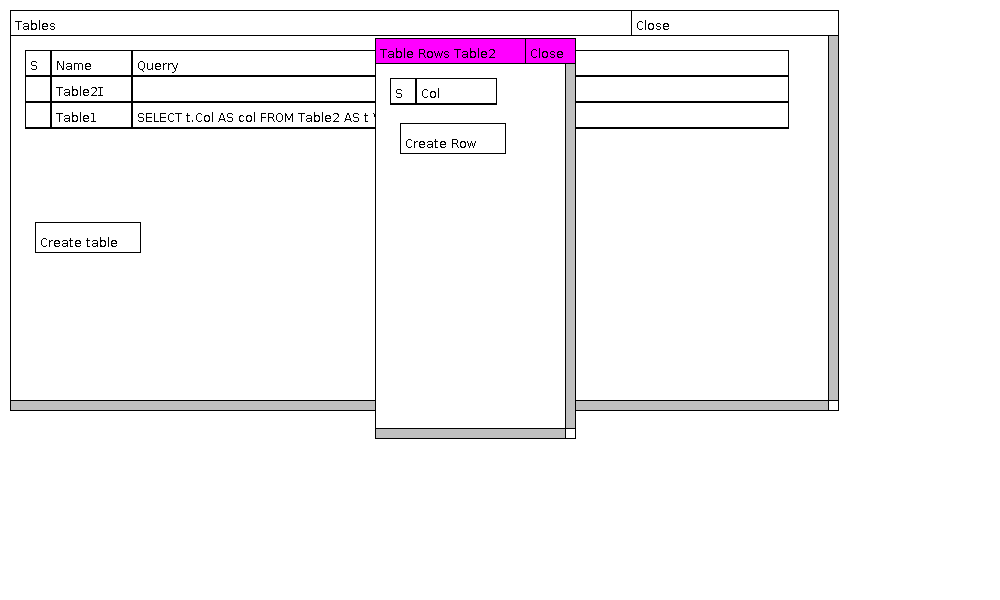 Tables Close
S Name Querry
Table2I
Table1 SELECT t.Col AS col FROM Table2 AS t
Create table
Table Rows Table2 Close
S Col
Create Row